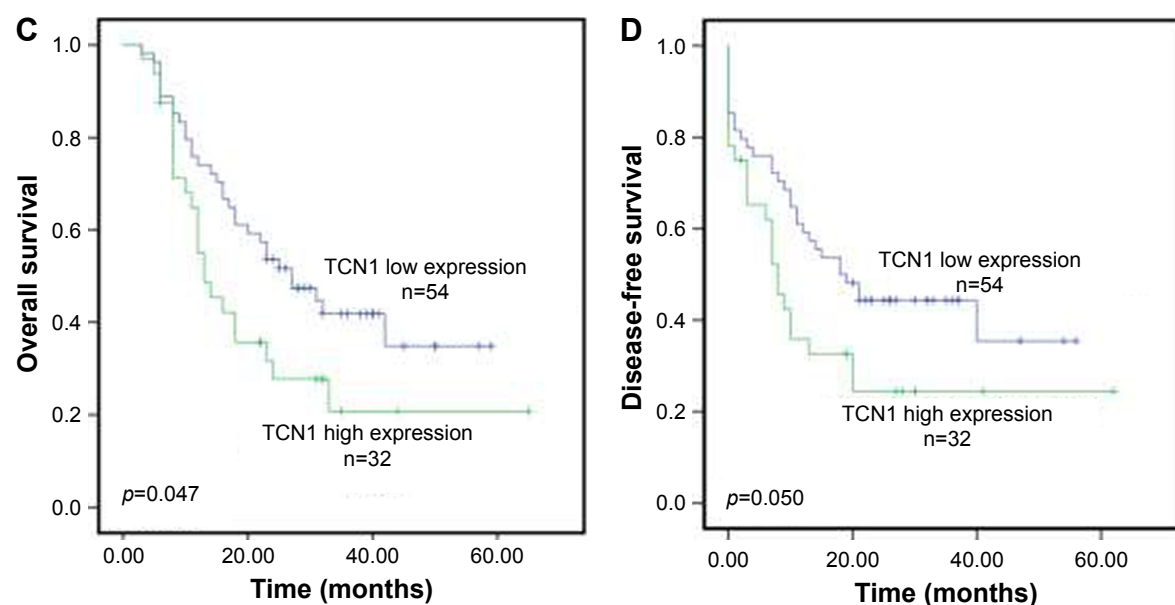 C
Overall survival
1.0
0.8
0.6
0.4
0.2
0.0
TCN1 low expression
n=54
TCN1 high expression
n=32
p=0.047
0.00 20.00 40.00 60.00
Time (months)
D
Disease-free survival
1.0
0.8
0.6
0.4
0.2
0.0
TCN1 low expression
n=54
TCN1 high expression
n=32
p=0.050
0.00 20.00 40.00 60.00
Time (months)